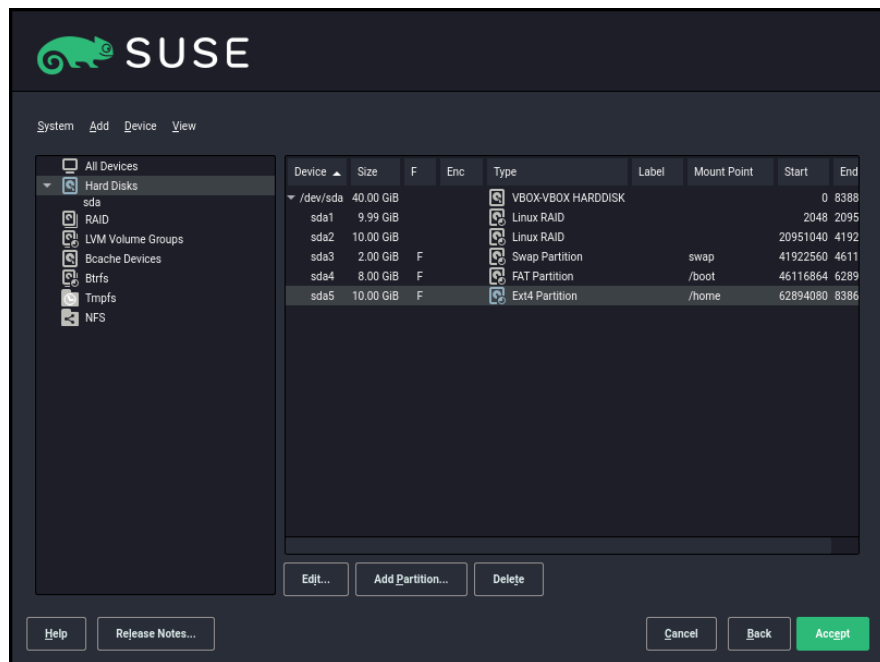 SUSE
System Add Device View
All Devices
Hard Disks
sda
RAID
LVM Volume Groups
Bcache Devices
Btrfs
Tmpfs
NFS
Device Size F Enc Type Label Mount Point Start End
/dev/sda 40.00 GiB VBOX-VBOX HARDDISK 0 8388
sda1 9.99 GiB Linux RAID 2048 2095
sda2 10.00 GiB Linux RAID 20951040 4192
sda3 2.00 GiB F Swap Partition swap 41922560 4611
sda4 8.00 GiB F FAT Partition /boot 46116864 6289
sda5 10.00 GiB F Ext4 Partition /home 62894080 8386
Edit... Add Partition... Delete
Help Release Notes... Cancel Back Accept